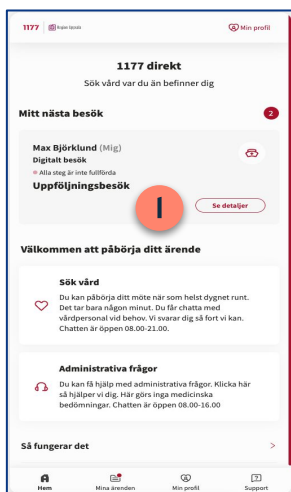 1177 Region Uppsala Min profil
1177 direkt
Sök vård var du än befinner dig
Mitt nästa besök 2
Max Björklund (Mig)
Digitalt besök
Alla steg är inte fullförda
Uppföljningsbesök
1
Se detaljer
Välkommen att påbörja ditt ärende
Sök vård
Du kan påbörja ditt möte när som helst dygnet runt.
Det tar bara någon minut. Du får chatta med
vårdpersonal vid behov. Vi svarar dig så fort vi kan.
Chatten är öppen 08.00-21.00.
Administrativa frågor
Du kan få hjälp med administrativa frågor. Klicka här
så hjälper vi dig. Här görs inga medicinska
bedömningar. Chatten är öppen 08.00-16.00
Så fungerar det
Hem Mina ärenden Min profil Support